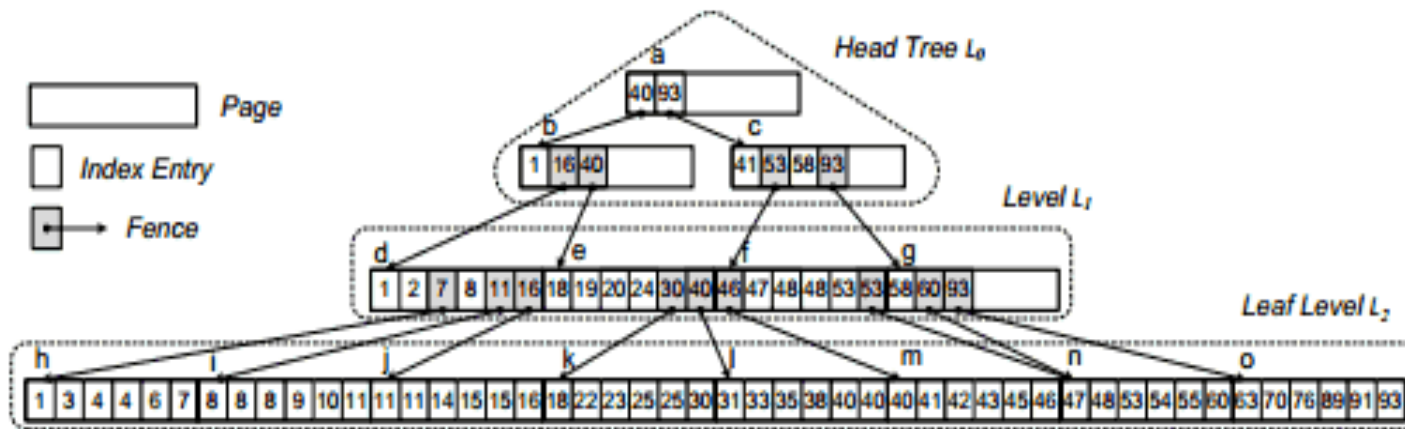 Head Tree L0
a
40 93
Page
b c
1 16 40 41 53 58 93
Index Entry
Level L1
Fence
d e f g
1 2 7 8 11 16 18 19 20 24 30 40 46 47 48 48 53 53 58 60 93
Leaf Level L2
h i j k l m n o
1 3 4 4 6 7 8 8 8 9 10 11 11 11 14 15 15 16 18 22 23 25 25 30 31 33 35 38 40 40 40 41 42 43 45 46 47 48 53 54 55 60 63 70 76 89 91 93